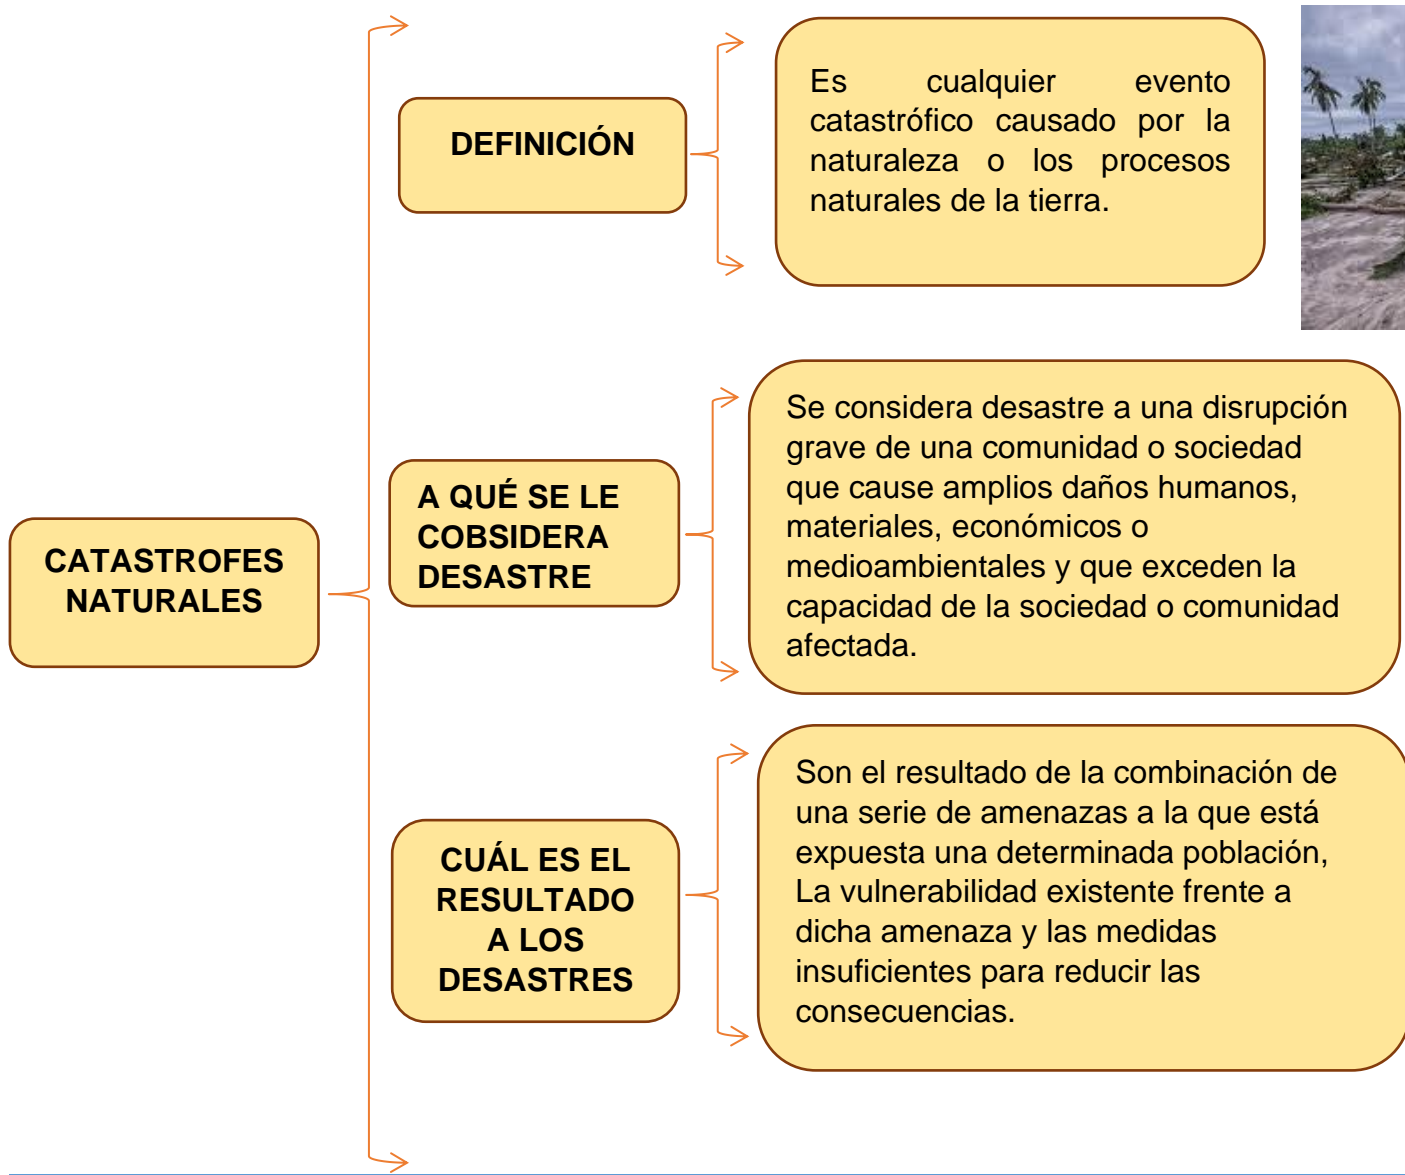 CATASTROFES
NATURALES
DEFINICIÓN
Es cualquier evento
catastrófico causado por la
naturaleza o los procesos
naturales de la tierra.
A QUÉ SE LE
COBSIDERA
DESASTRE
Se considera desastre a una disrupción
grave de una comunidad o sociedad
que cause amplios daños humanos,
materiales, económicos o
medioambientales y que exceden la
capacidad de la sociedad o comunidad
afectada.
CUÁL ES EL
RESULTADO
A LOS
DESASTRES
Son el resultado de la combinación de
una serie de amenazas a la que está
expuesta una determinada población,
La vulnerabilidad existente frente a
dicha amenaza y las medidas
insuficientes para reducir las
consecuencias.